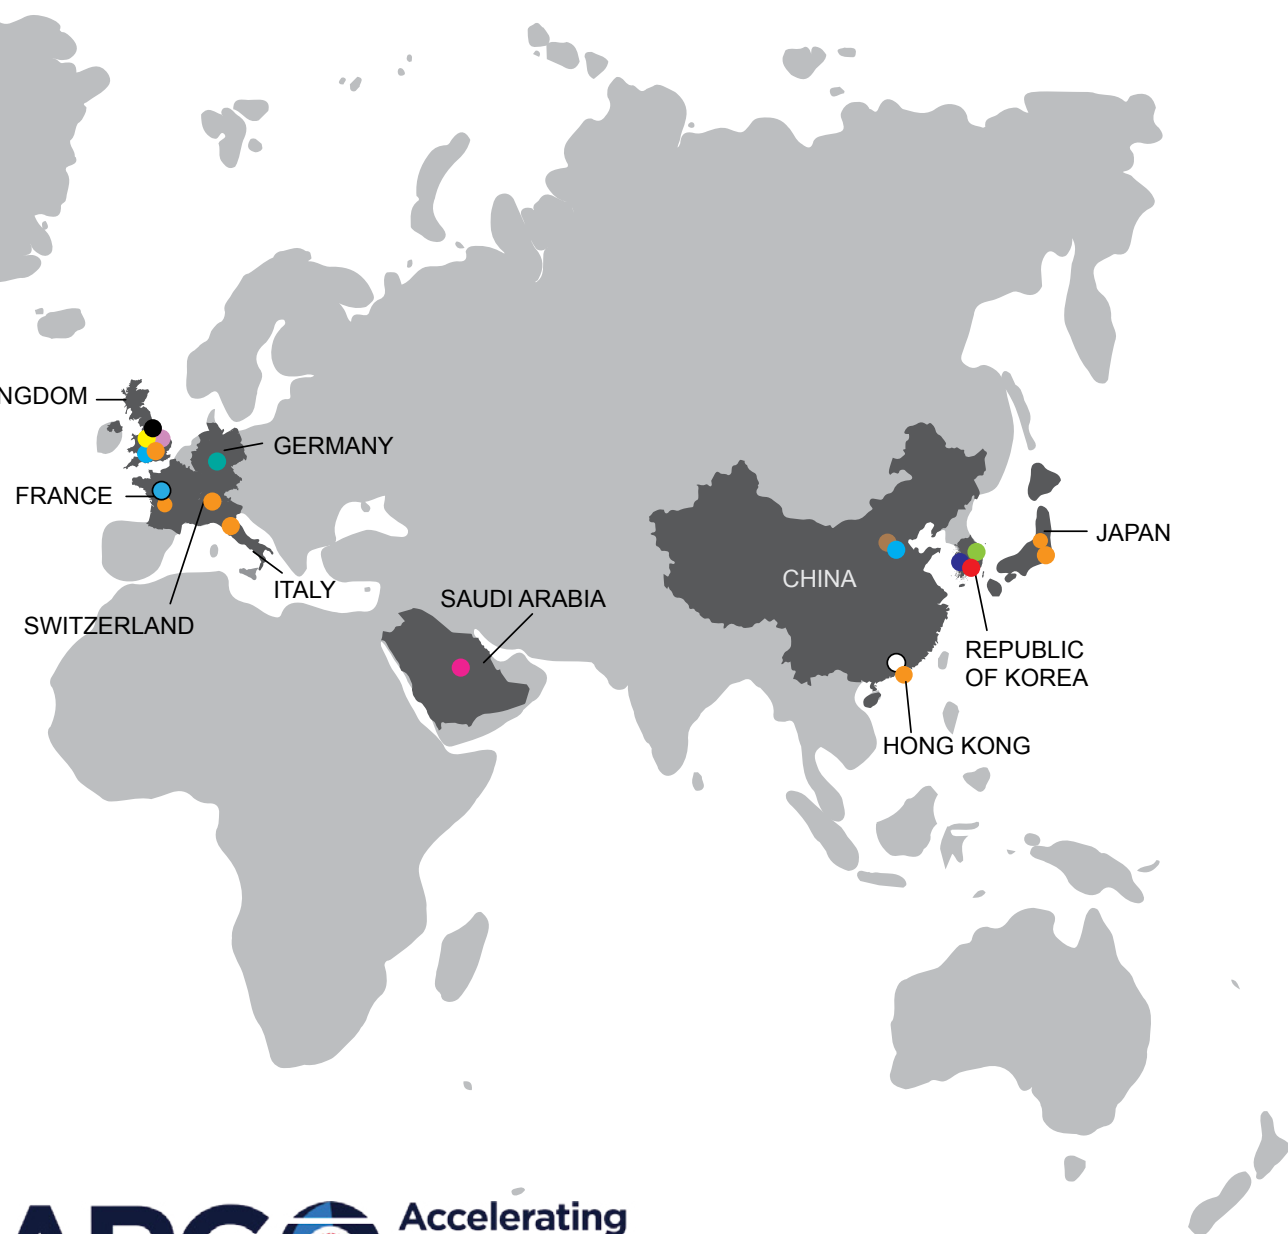 NGDOM
GERMANY
FRANCE
JAPAN
CHINA
ITALY
SAUDI ARABIA
SWITZERLAND
REPUBLIC
OF KOREA
HONG KONG
Accelerating